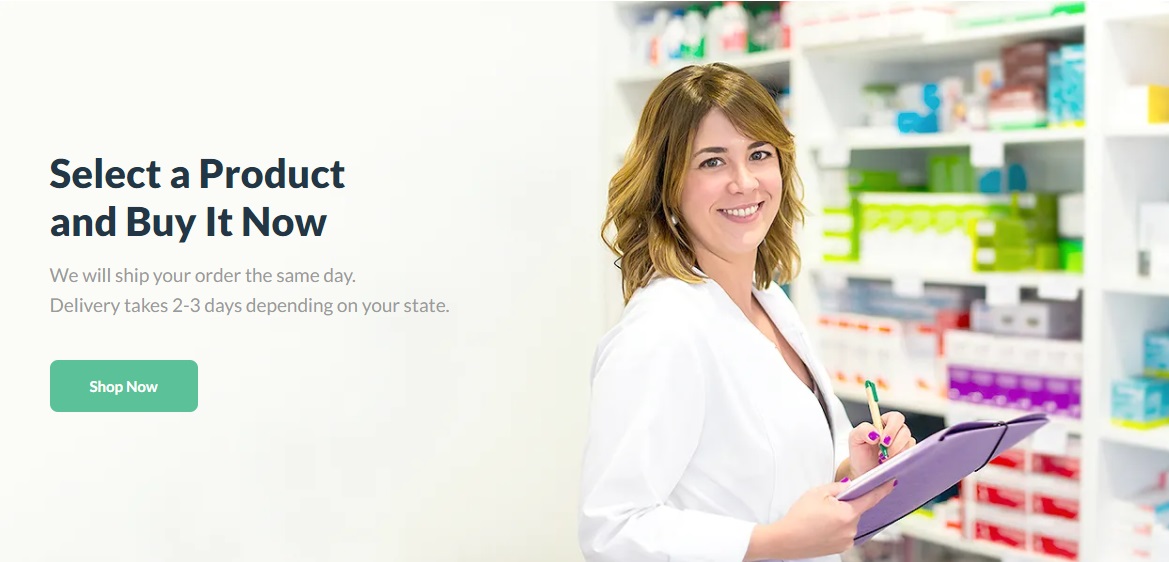 Select a Product
and Buy It Now
We will ship your order the same day.
Delivery takes 2-3 days depending on your state.
Shop Now